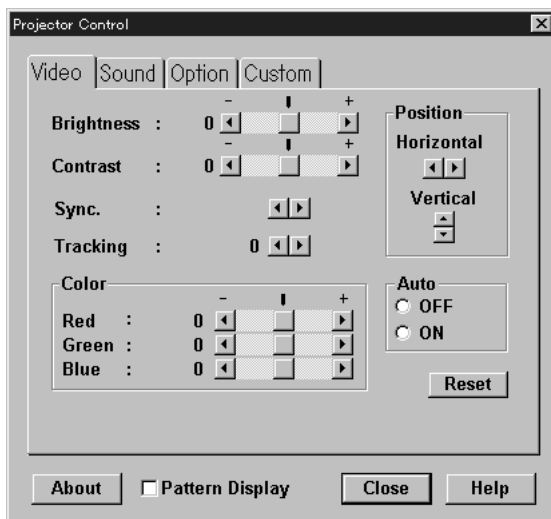 Projector Control
Video Sound Option Custom
- +
Brightness : 0
- +
Contrast : 0
Sync. :
Tracking : 0
Position
Horizontal
Vertical
Color
- +
Red : 0
Green : 0
Blue : 0
Auto
OFF
ON
Reset
About Pattern Display Close Help